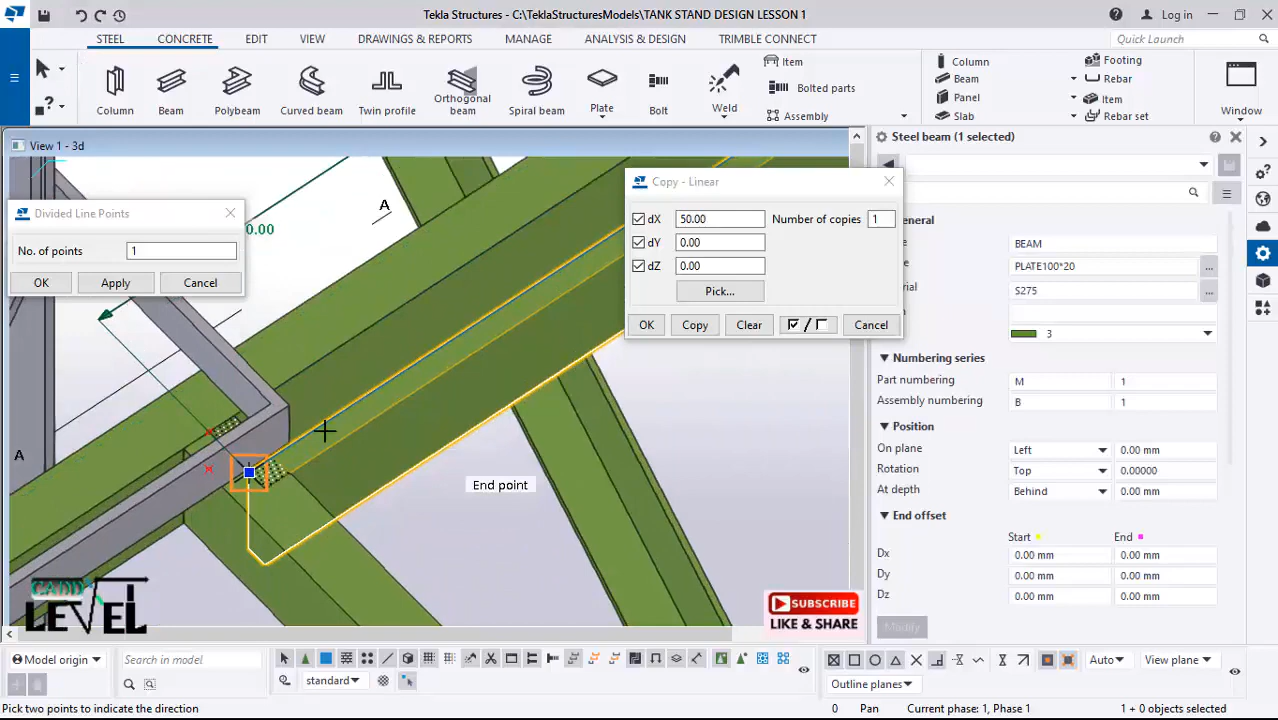 Tekla Structures - C:\TeklaStructuresModels\TANK STAND DESIGN LESSON 1
Log in
STEEL CONCRETE EDIT VIEW DRAWINGS & REPORTS MANAGE ANALYSIS & DESIGN TRIMBLE CONNECT
Quick Launch
Column Beam Polybeam Curved beam Twin profile Orthogonal beam Spiral beam Plate Bolt Weld
Item
Bolted parts
Assembly
Column
Beam
Panel
Slab
Footing
Rebar
Item
Rebar set
Window
View 1 - 3d
Divided Line Points
No. of points 1
OK Apply Cancel
A
0.00
A
End point
Copy - Linear
dX 50.00 Number of copies 1
dY 0.00
dZ 0.00
Pick...
OK Copy Clear / Cancel
Steel beam (1 selected)
eneral
e BEAM
e PLATE100*20 ...
erial S275 ...
3
Numbering series
Part numbering M 1
Assembly numbering B 1
Position
On plane Left 0.00 mm
Rotation Top 0.00000
At depth Behind 0.00 mm
End offset
Start End
Dx 0.00 mm 0.00 mm
Dy 0.00 mm 0.00 mm
Dz 0.00 mm 0.00 mm
Modify
CADD
LEVEL
SUBSCRIBE
LIKE & SHARE
Model origin
Search in model
standard
Auto
View plane
Outline planes
Pick two points to indicate the direction
0 Pan Current phase: 1, Phase 1 1 + 0 objects selected